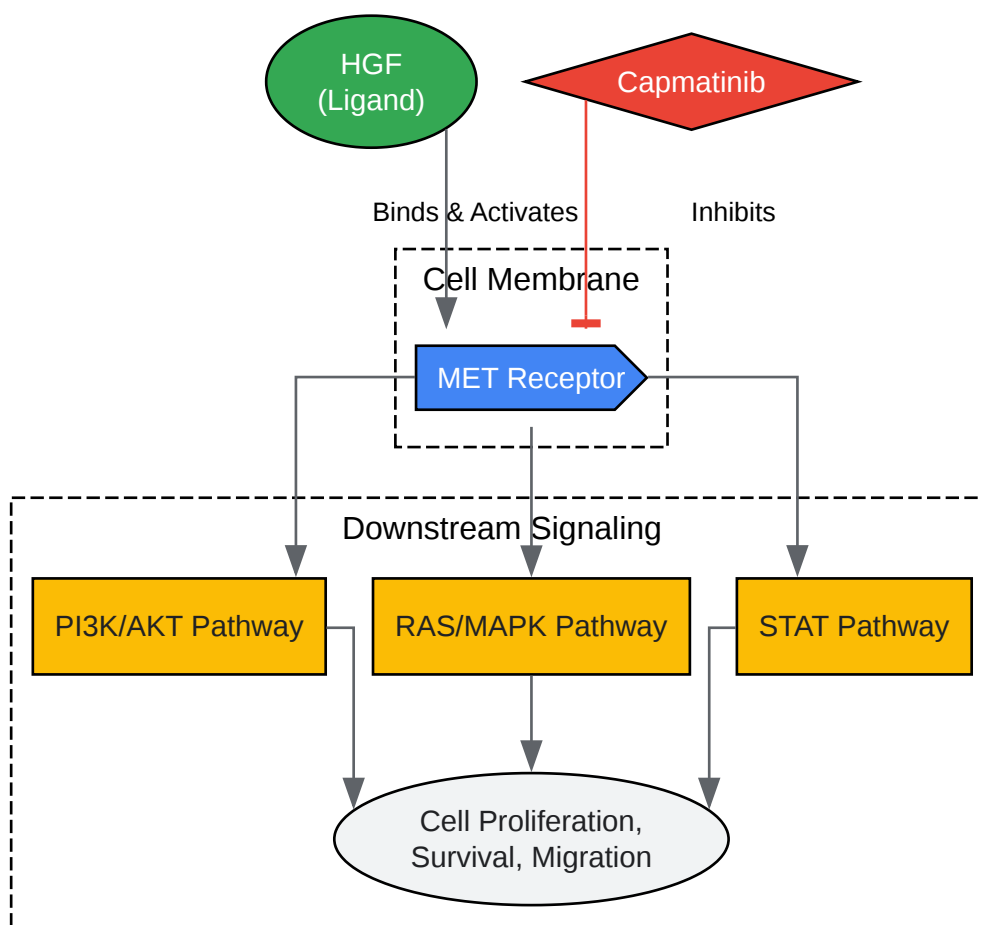 HGF
(Ligand)
Capmatinib
Binds & Activates
Inhibits
Cell Membrane
MET Receptor
Downstream Signaling
PI3K/AKT Pathway
RAS/MAPK Pathway
STAT Pathway
Cell Proliferation,
Survival, Migration